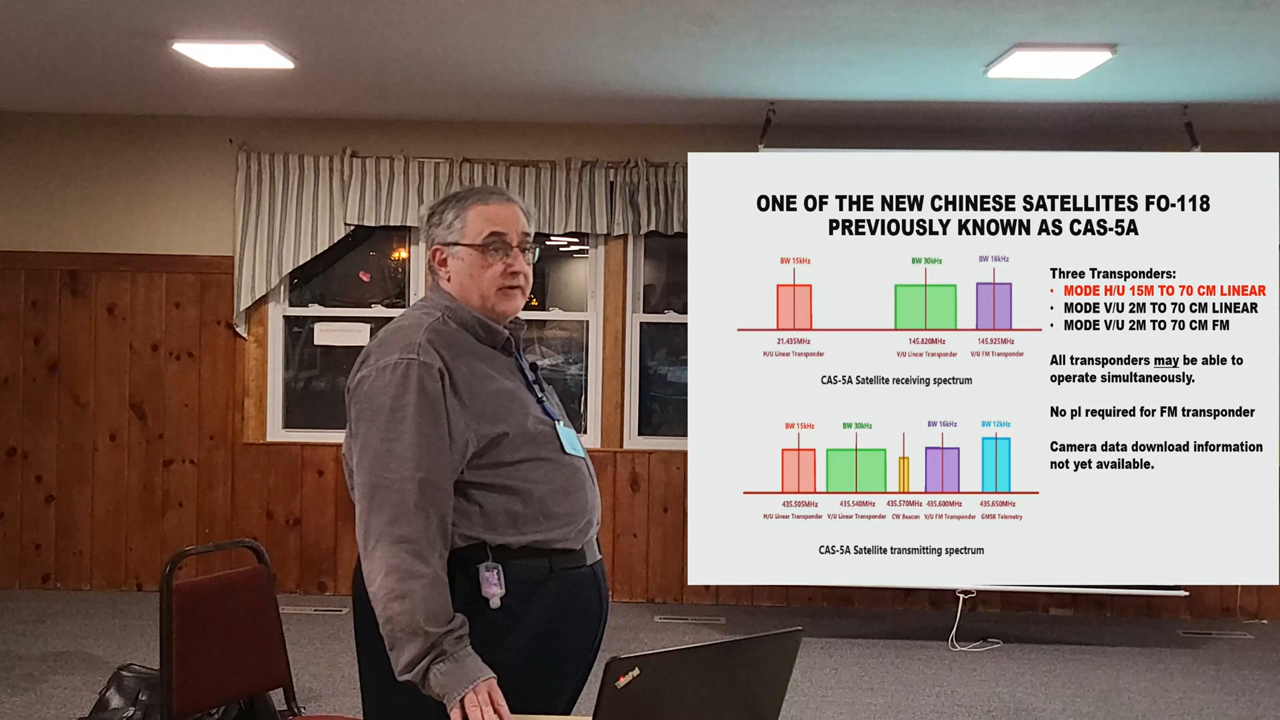 ONE OF THE NEW CHINESE SATELLITES FO-118
PREVIOUSLY KNOWN AS CAS-5A
BW 15kHz
BW 30kHz
BW 16kHz
21.435MHz
145.820MHz
145.925MHz
H/U Linear Transponder
V/U Linear Transponder
V/U FM Transponder
CAS-5A Satellite receiving spectrum
BW 15kHz
BW 30kHz
BW 16kHz
BW 12kHz
435.505MHz
435.540MHz
435.570MHz
435.600MHz
435.650MHz
H/U Linear Transponder
V/U Linear Transponder
CW Beacon
V/U FM Transponder
GMSK Telemetry
CAS-5A Satellite transmitting spectrum
Three Transponders:
• MODE H/U 15M TO 70 CM LINEAR
• MODE V/U 2M TO 70 CM LINEAR
• MODE V/U 2M TO 70 CM FM
All transponders may be able to
operate simultaneously.
No pl required for FM transponder
Camera data download information
not yet available.
ThinkPad